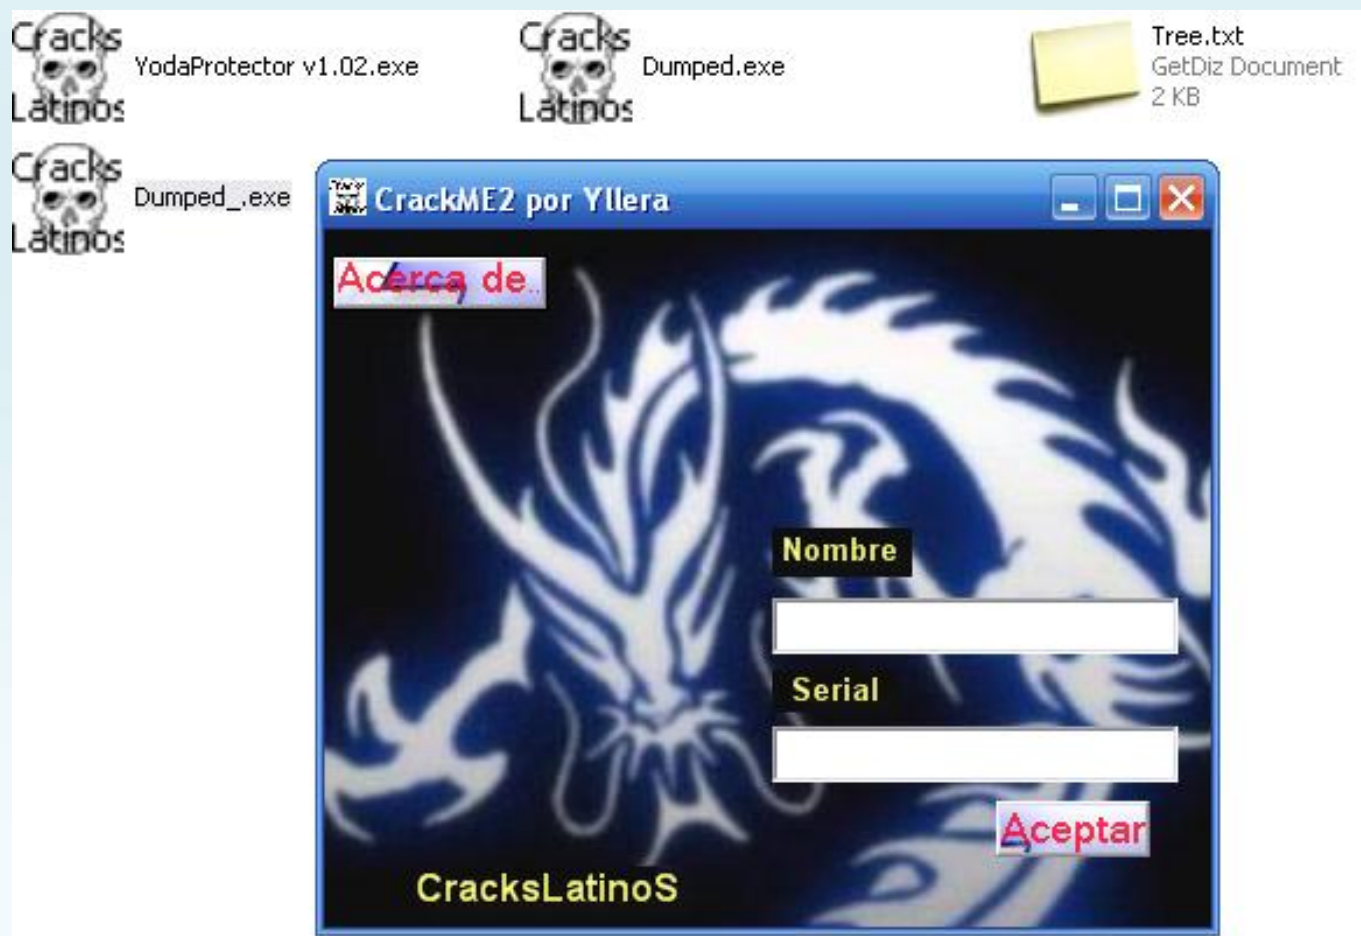 Cracks
Latinos
YodaProtector v1.02.exe
Cracks
Latinos
Dumped.exe
Tree.txt
GetDiz Document
2 KB
Cracks
Latinos
Dumped_.exe
CrackME2 por Yllera
Acerca de..
Nombre
Serial
Aceptar
CracksLatinoS